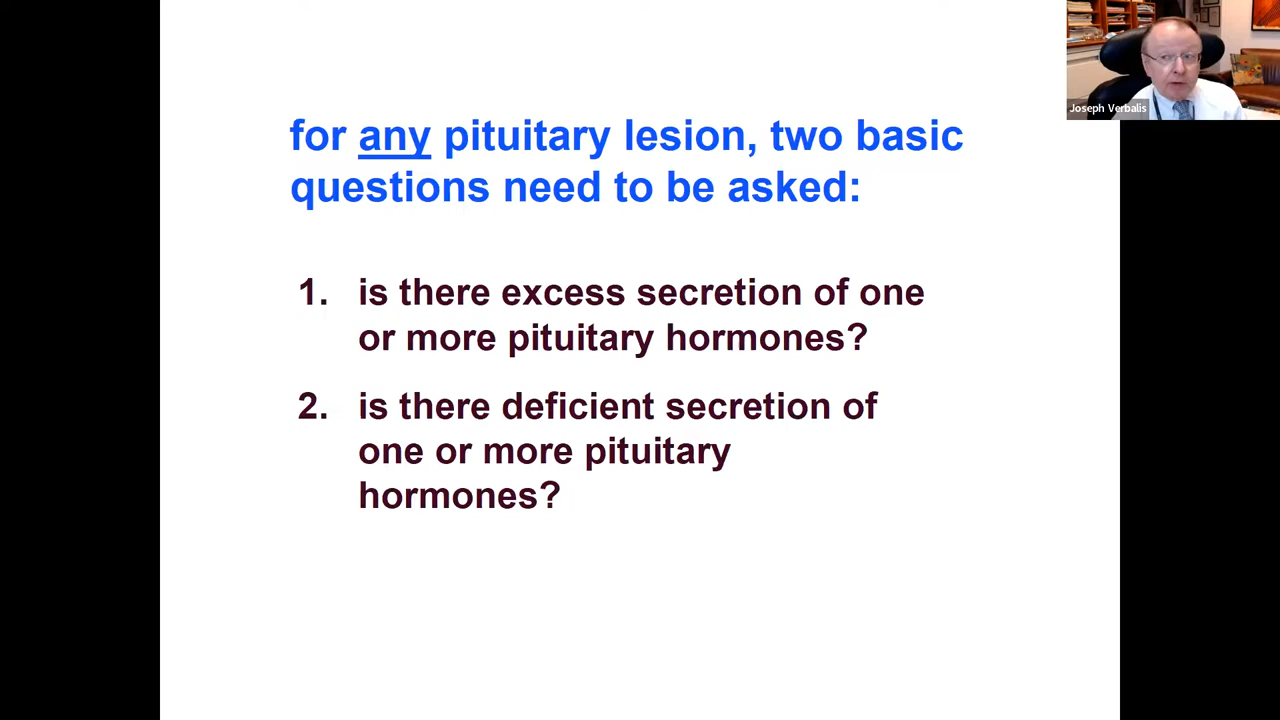 for any pituitary lesion, two basic
questions need to be asked:
1. is there excess secretion of one
or more pituitary hormones?
2. is there deficient secretion of
one or more pituitary
hormones?
Joseph Verbalis